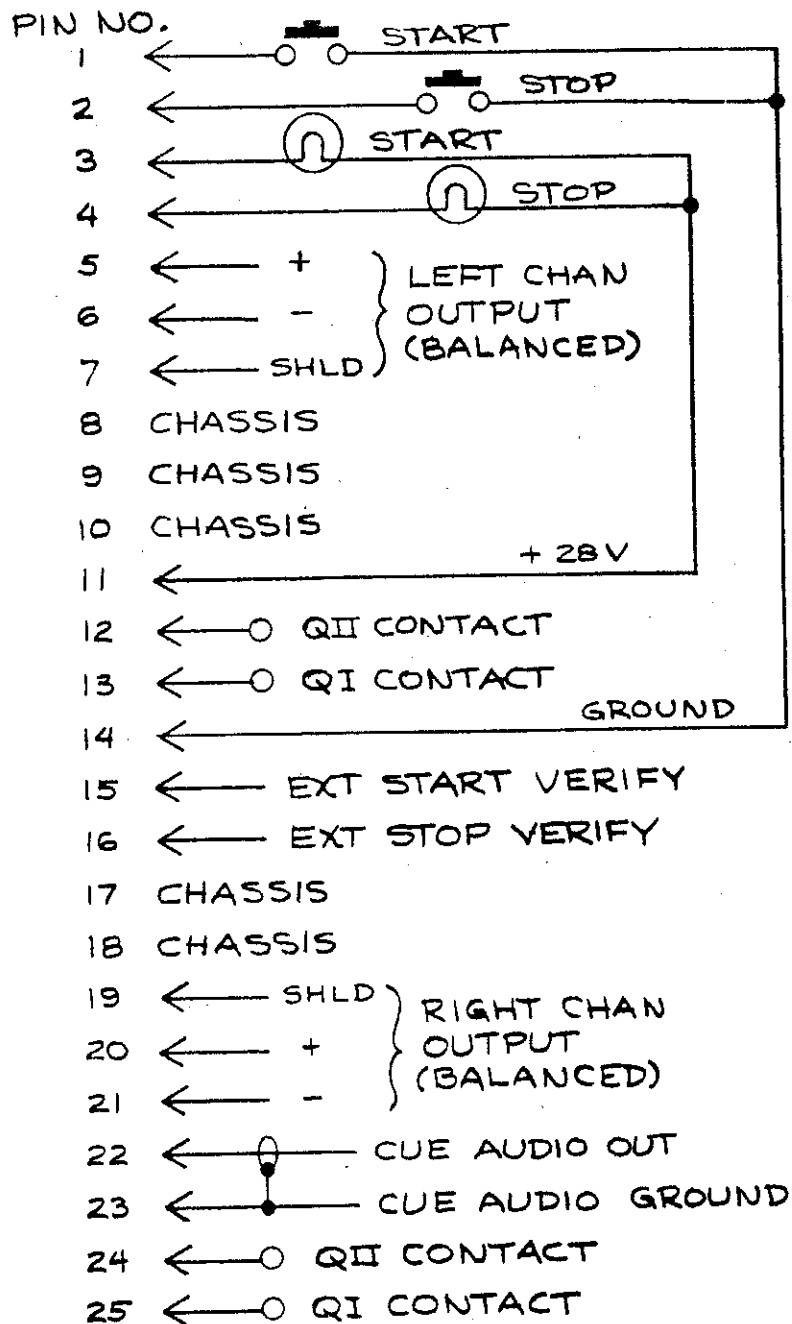 PIN NO.
1 START
2 STOP
3 START
4 STOP
5 +
LEFT CHAN
6 - OUTPUT
(BALANCED)
7 SHLD
8 CHASSIS
9 CHASSIS
10 CHASSIS
+ 28V
11
12 QII CONTACT
13 QI CONTACT
GROUND
14
15 EXT START VERIFY
16 EXT STOP VERIFY
17 CHASSIS
18 CHASSIS
19 SHLD
RIGHT CHAN
20 + OUTPUT
(BALANCED)
21 -
22 CUE AUDIO OUT
23 CUE AUDIO GROUND
24 QII CONTACT
25 QI CONTACT